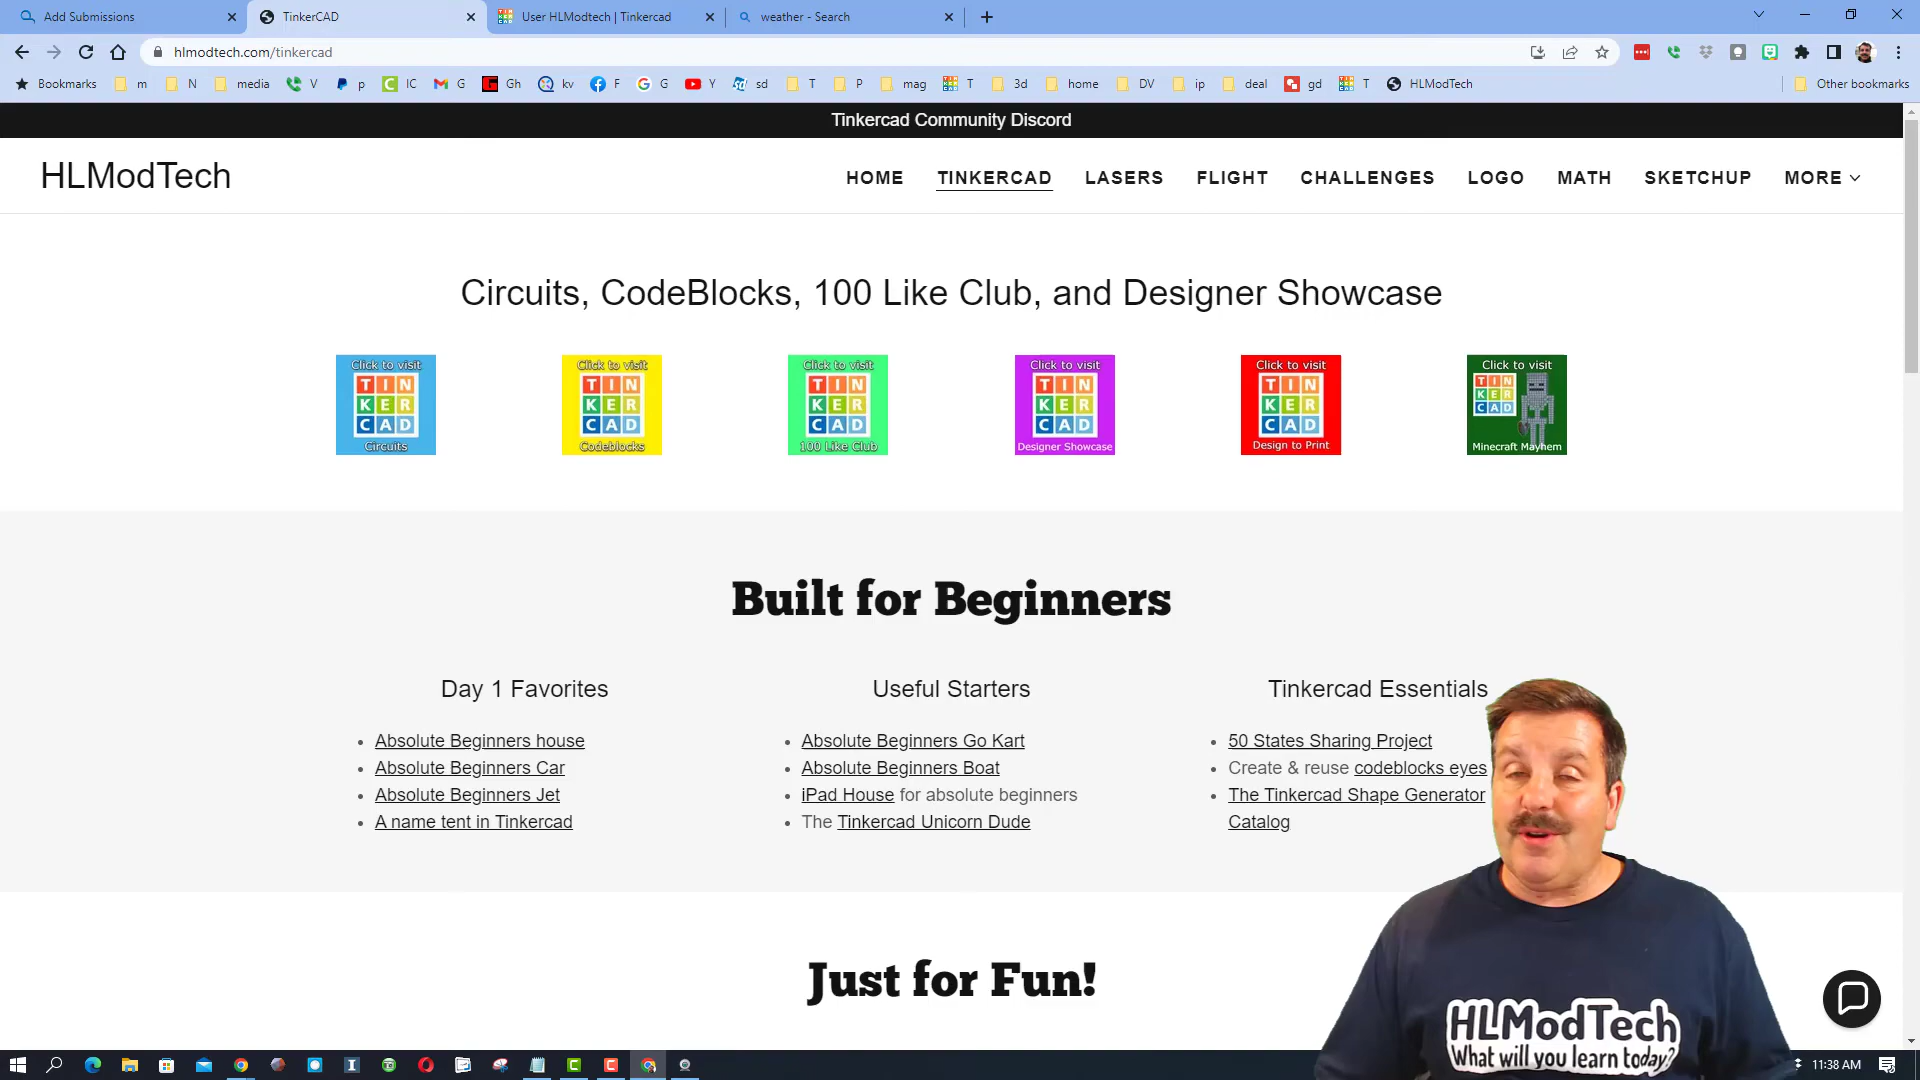 Add Submissions
TinkerCAD
User HLModtech | Tinkercad
weather - Search
hlmodtech.com/tinkercad
Bookmarks m N media V p IC G Gh kv F G Y sd T P mag T 3d home DV ip deal gd T HLModTech Other bookmarks
Tinkercad Community Discord
HLModTech
HOME TINKERCAD LASERS FLIGHT CHALLENGES LOGO MATH SKETCHUP MORE
Circuits, CodeBlocks, 100 Like Club, and Designer Showcase
Click to visit
TIN
KER
CAD
Circuits
Click to visit
TIN
KER
CAD
Codeblocks
Click to visit
TIN
KER
CAD
100 Like Club
Click to visit
TIN
KER
CAD
Designer Showcase
Click to visit
TIN
KER
CAD
Design to Print
Click to visit
TIN
KER
CAD
Minecraft Mayhem
Built for Beginners
Day 1 Favorites
Absolute Beginners house
Absolute Beginners Car
Absolute Beginners Jet
A name tent in Tinkercad
Useful Starters
Absolute Beginners Go Kart
Absolute Beginners Boat
iPad House for absolute beginners
The Tinkercad Unicorn Dude
Tinkercad Essentials
50 States Sharing Project
Create & reuse codeblocks eyes
The Tinkercad Shape Generator
Catalog
Just for Fun!
HLModTech
What will you learn today?
11:38 AM